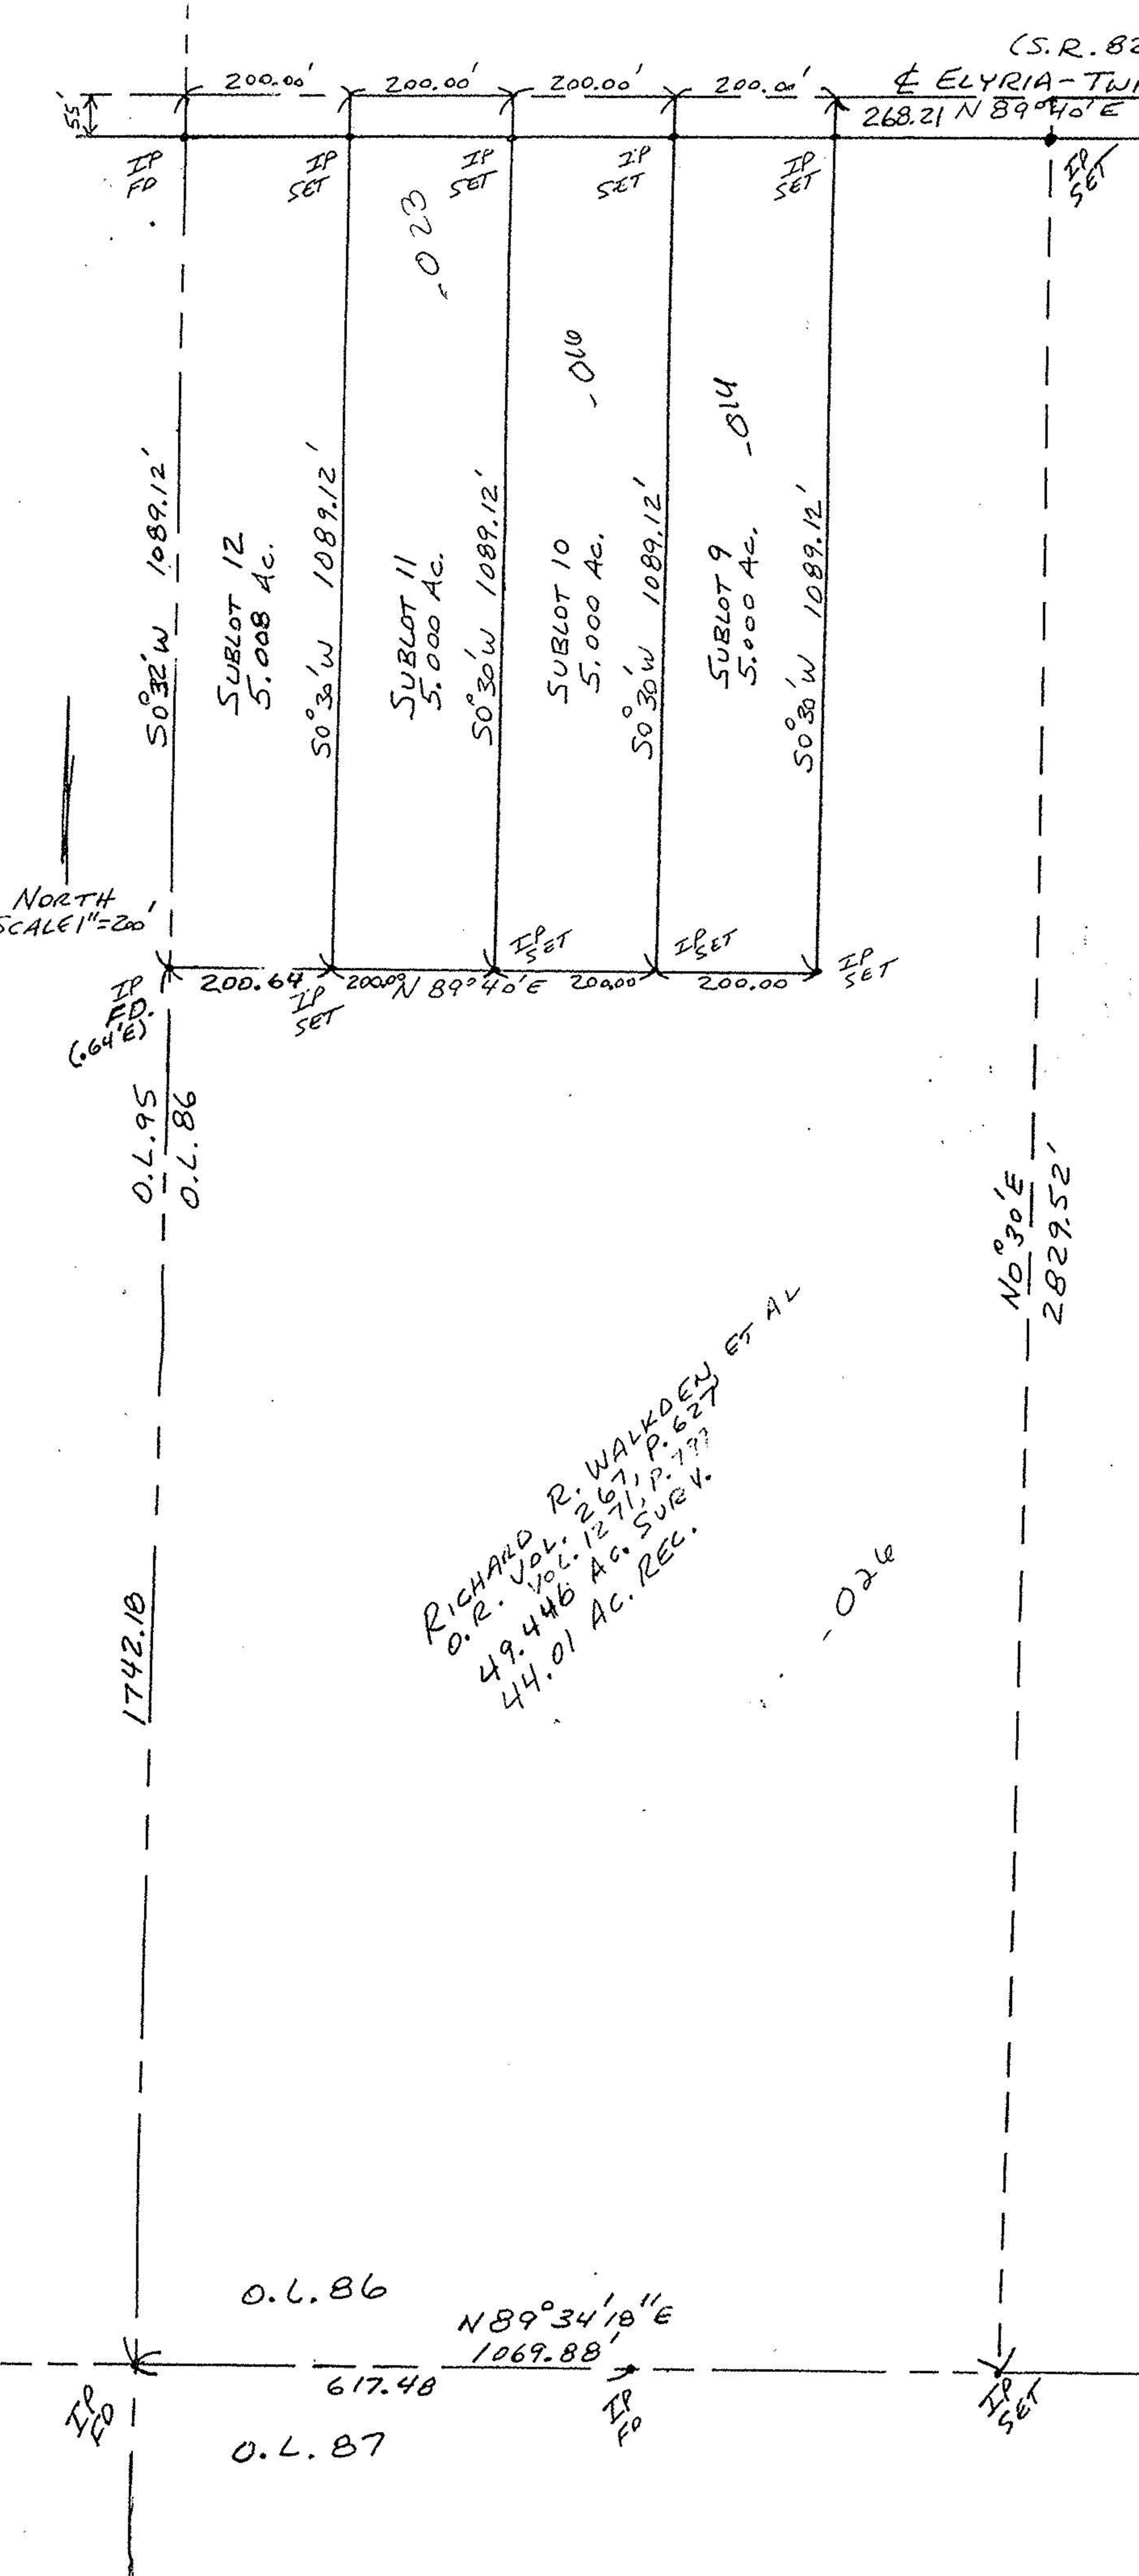 (S.R. 82
200.00'
200.00'
200.00'
200.00'
℄ ELYRIA-TWI
268.21 N 89°40'E
55'
IP
FD
IP
SET
IP
SET
IP
SET
IP
SET
IP
SET
-023
-016
-014
S0°32'W 1089.12'
SUBLOT 12
5.008 Ac.
S0°30'W 1089.12'
SUBLOT 11
5.000 Ac.
S0°30'W 1089.12'
SUBLOT 10
5.000 Ac.
S0°30'W 1089.12'
SUBLOT 9
5.000 Ac.
S0°30'W 1089.12'
NORTH
SCALE 1"=200'
IP
FD.
(.64'E)
200.64
IP
SET
200.00
N 89°40'E
IP
SET
200.00
IP
SET
200.00
IP
SET
O.L. 95
O.L. 86
N0°30'E
2829.52'
RICHARD R. WALKDEN, ET AL
O.R. VOL. 267, P. 627
VOL. 1271, P.
49.446 AC. SURV.
44.01 AC. REC.
-026
1742.18
O.L. 86
N 89°34'18"E
1069.88'
617.48
IP
FD
IP
FD
IP
SET
O.L. 87